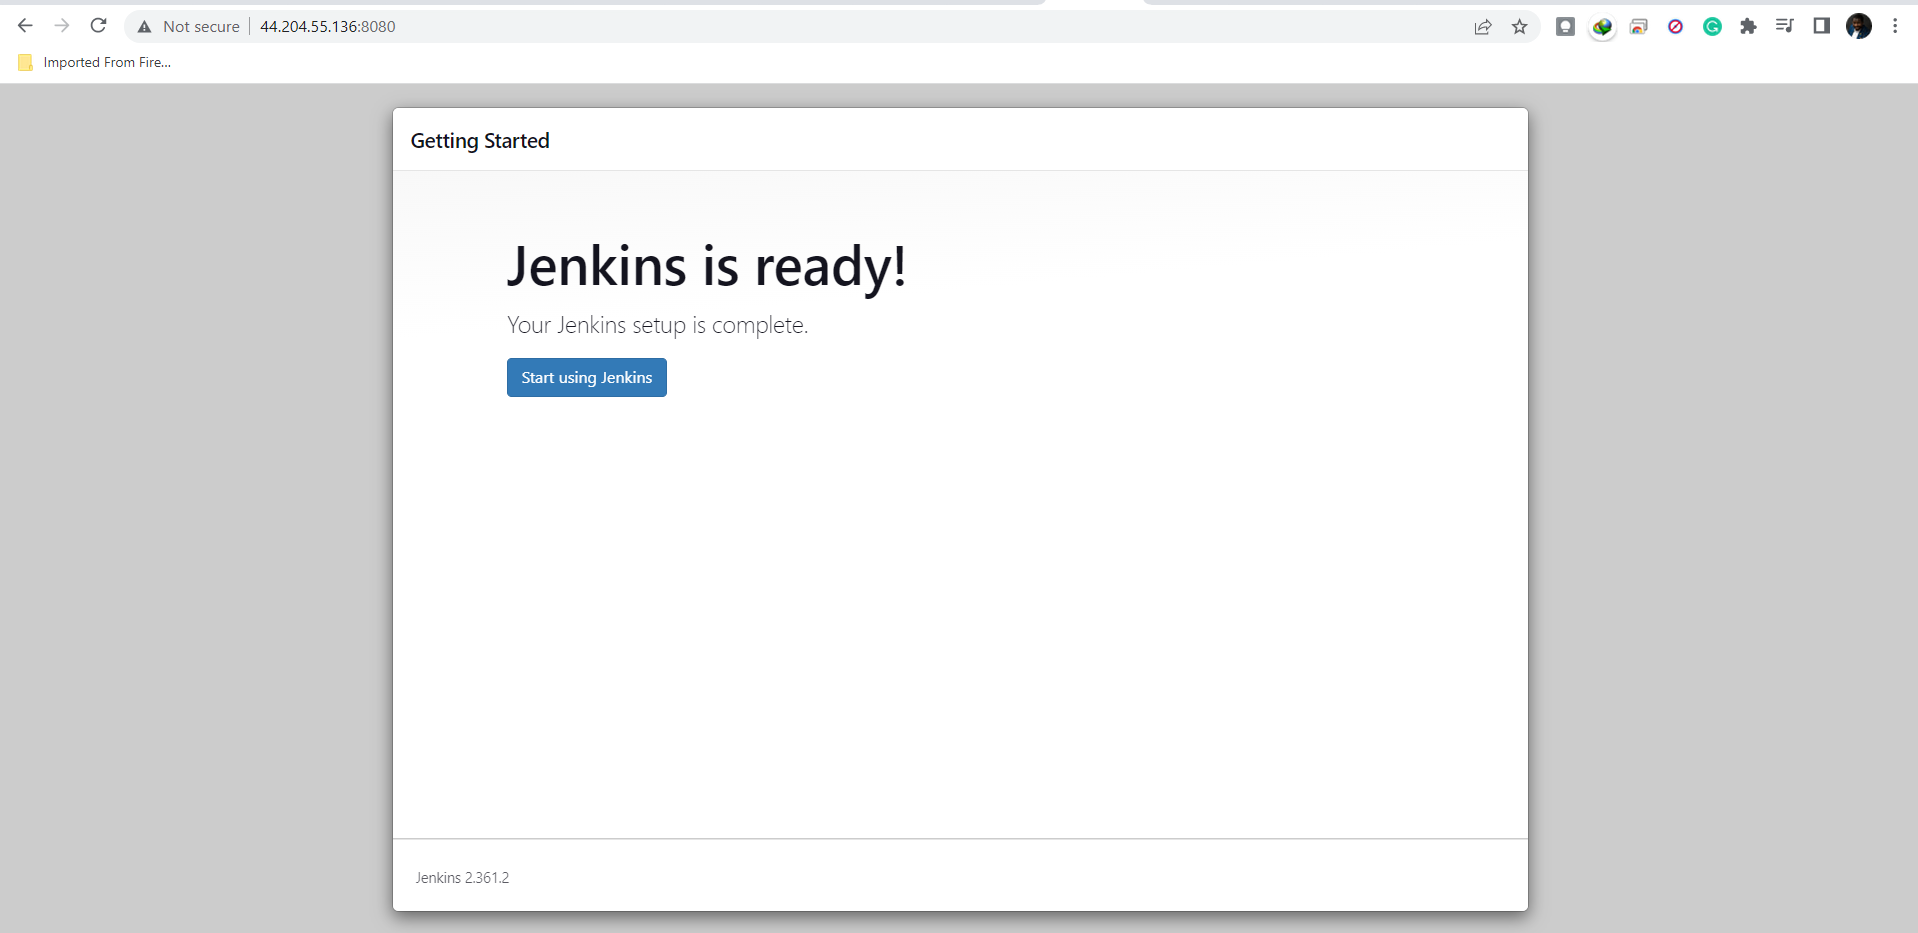 Not secure
44.204.55.136:8080
Imported From Fire...
Getting Started
Jenkins is ready!
Your Jenkins setup is complete.
Start using Jenkins
Jenkins 2.361.2